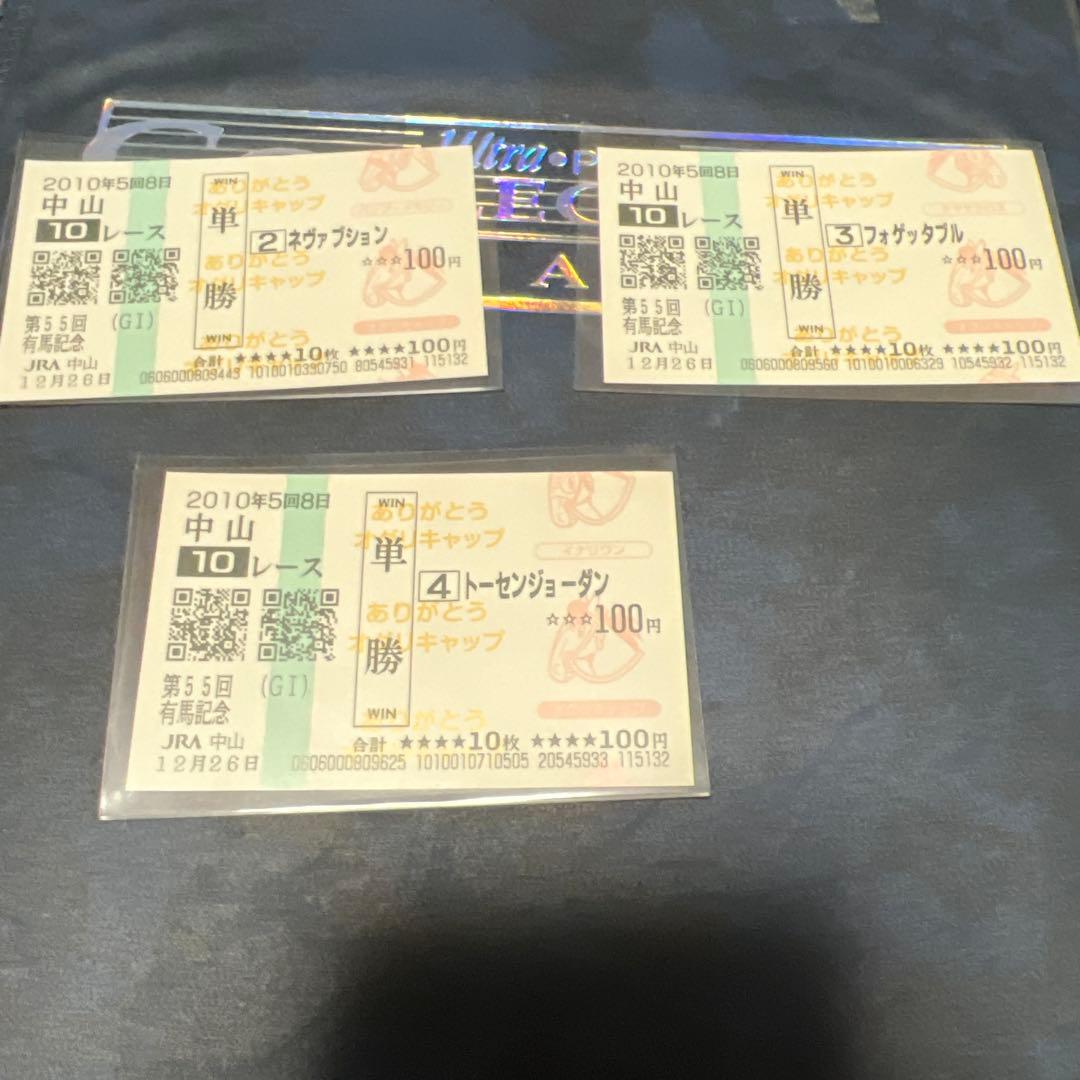 Ultra
A
2010年5回8日
中山
10レース
第55回 (GI)
有馬記念
JRA 中山
12月26日
WIN
単勝
WIN
ありがとう
オグリキャップ
ありがとう
オグリキャップ
ありがとう
2ネヴァブション
☆☆☆100円
合計 ★★★★10枚 ★★★★100円
0606000809443 1010010390750 80545931 115132
2010年5回8日
中山
10レース
第55回 (GI)
有馬記念
JRA 中山
12月26日
WIN
単勝
WIN
ありがとう
オグリキャップ
ありがとう
オグリキャップ
ありがとう
3フォゲッタブル
☆☆☆100円
合計 ★★★★10枚 ★★★★100円
0606000809560 1010010006329 10545932 115132
2010年5回8日
中山
10レース
第55回 (GI)
有馬記念
JRA 中山
12月26日
WIN
単勝
WIN
ありがとう
オグリキャップ
ありがとう
オグリキャップ
ありがとう
イナリワン
4トーセンジョーダン
☆☆☆100円
合計 ★★★★10枚 ★★★★100円
0606000809625 1010010710505 20545933 115132